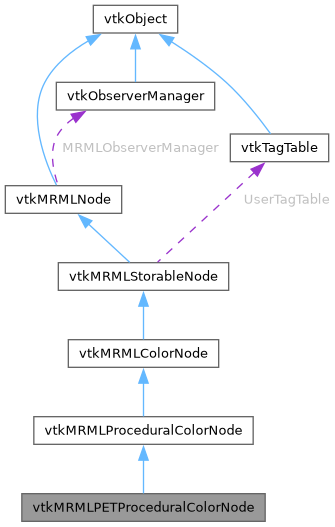 vtkObject
vtkObserverManager
MRMLObserverManager
vtkTagTable
vtkMRMLNode
UserTagTable
vtkMRMLStorableNode
vtkMRMLColorNode
vtkMRMLProceduralColorNode
vtkMRMLPETProceduralColorNode